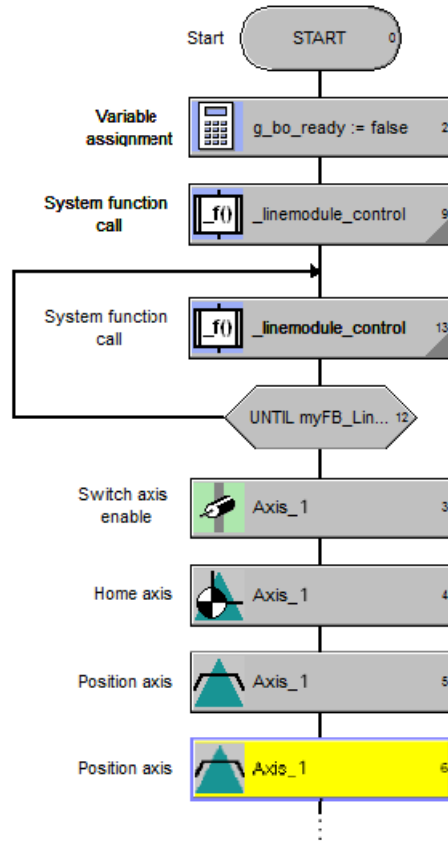 Start
START
0
Variable
assignment
g_bo_ready := false
2
System function
call
_f()
_linemodule_control
9
System function
call
_f()
_linemodule_control
13
UNTIL myFB_Lin... 12
Switch axis
enable
Axis_1
3
Home axis
Axis_1
4
Position axis
Axis_1
5
Position axis
Axis_1
6